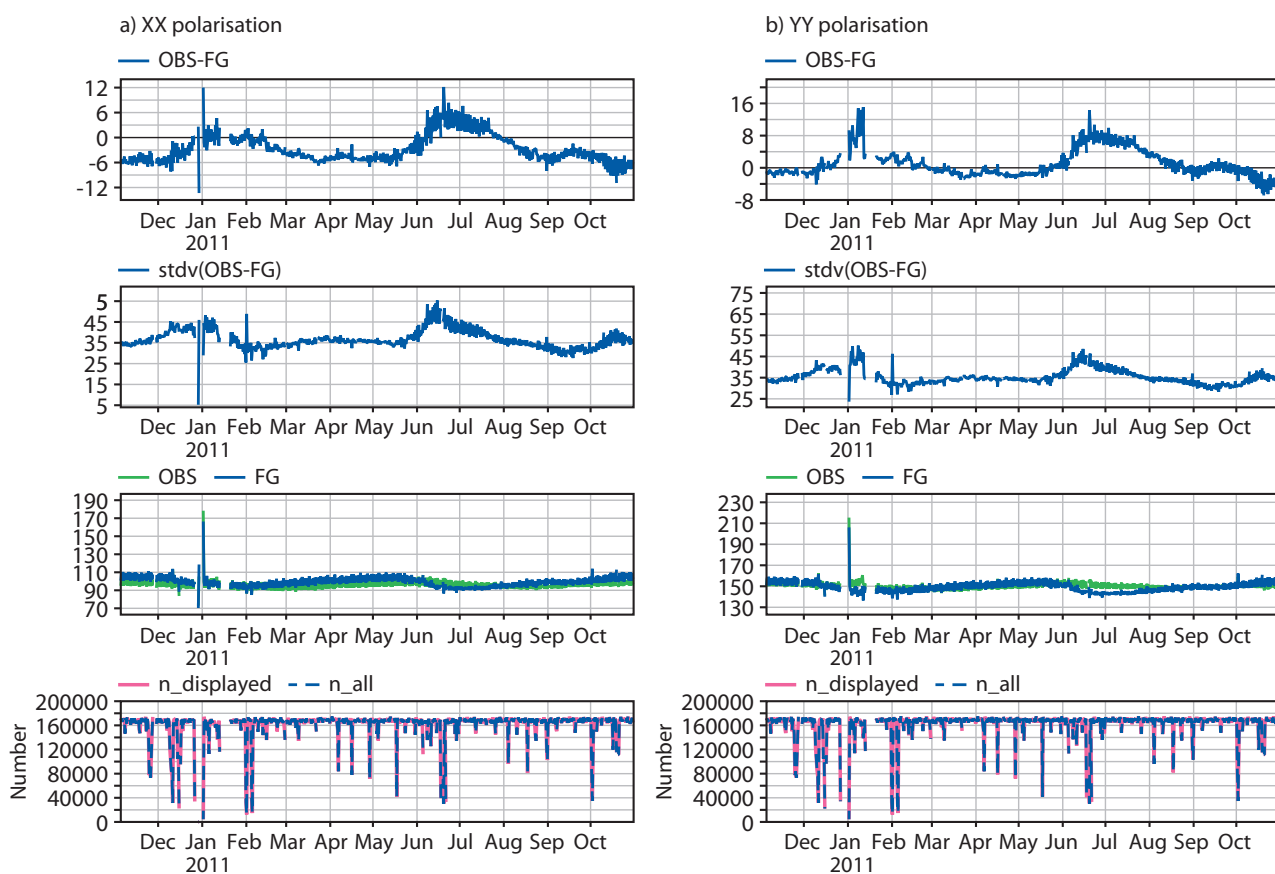 a) XX polarisation
OBS-FG
12
6
0
-6
-12
Dec Jan Feb Mar Apr May Jun Jul Aug Sep Oct
2011
stdv(OBS-FG)
5
45
35
25
15
5
Dec Jan Feb Mar Apr May Jun Jul Aug Sep Oct
2011
OBS FG
190
170
150
130
110
90
70
Dec Jan Feb Mar Apr May Jun Jul Aug Sep Oct
2011
n_displayed n_all
Number
200000
160000
120000
80000
40000
0
Dec Jan Feb Mar Apr May Jun Jul Aug Sep Oct
2011
b) YY polarisation
OBS-FG
16
8
0
-8
Dec Jan Feb Mar Apr May Jun Jul Aug Sep Oct
2011
stdv(OBS-FG)
75
65
55
45
35
25
Dec Jan Feb Mar Apr May Jun Jul Aug Sep Oct
2011
OBS FG
230
210
190
170
150
130
Dec Jan Feb Mar Apr May Jun Jul Aug Sep Oct
2011
n_displayed n_all
Number
200000
160000
120000
80000
40000
0
Dec Jan Feb Mar Apr May Jun Jul Aug Sep Oct
2011